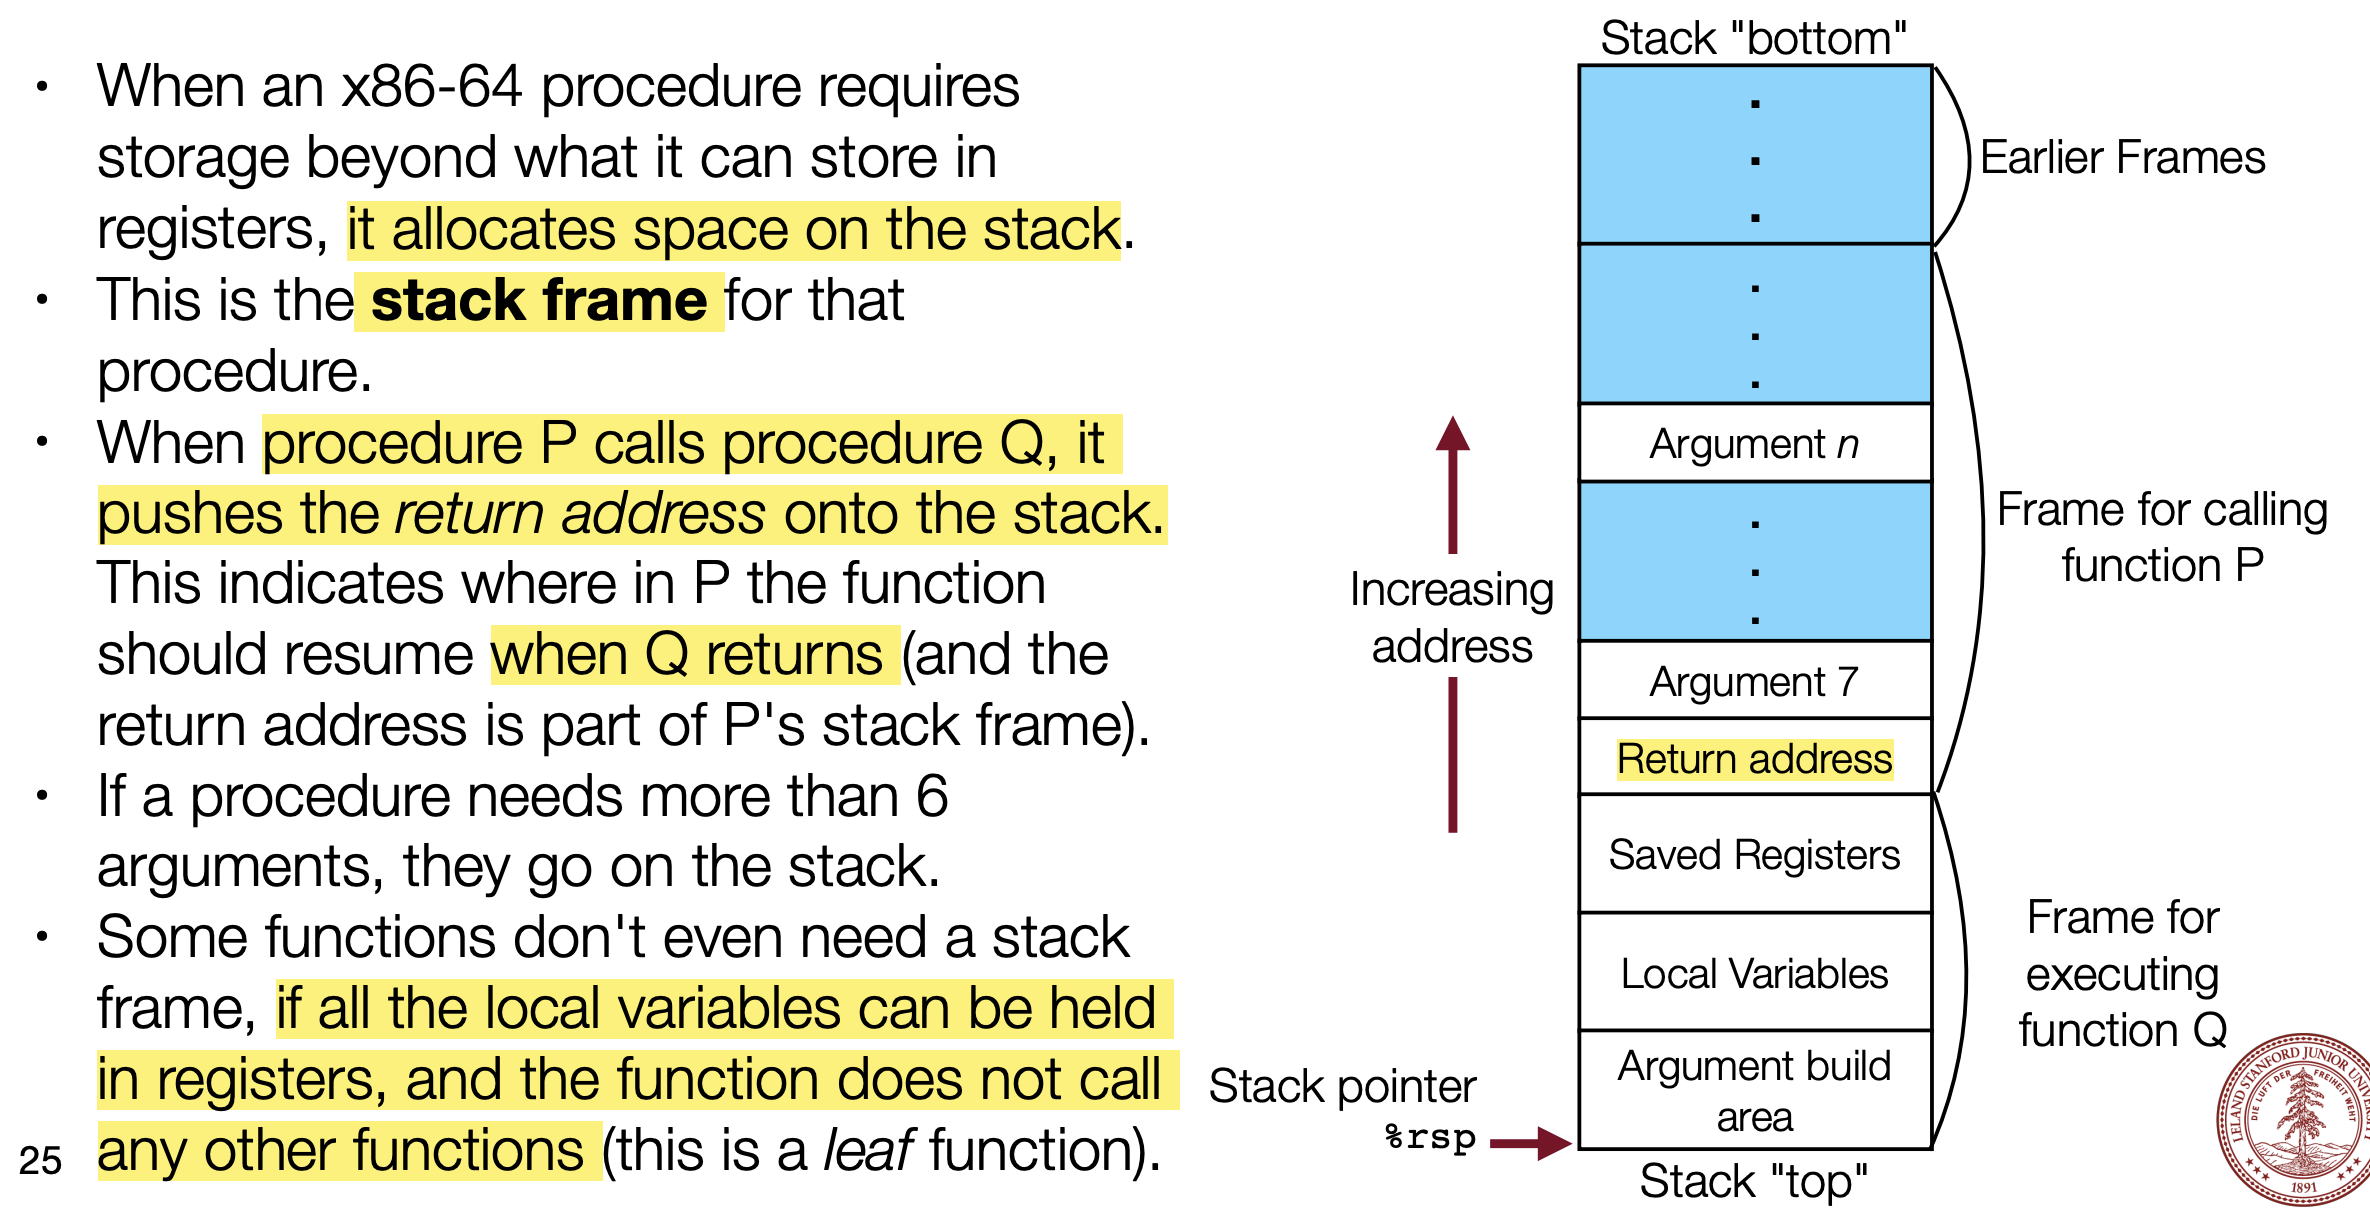 • When an x86-64 procedure requires
storage beyond what it can store in
registers, it allocates space on the stack.
• This is the stack frame for that
procedure.
• When procedure P calls procedure Q, it
pushes the return address onto the stack.
This indicates where in P the function
should resume when Q returns (and the
return address is part of P's stack frame).
• If a procedure needs more than 6
arguments, they go on the stack.
• Some functions don't even need a stack
frame, if all the local variables can be held
in registers, and the function does not call
any other functions (this is a leaf function).
25
Stack "bottom"
Earlier Frames
Argument n
Frame for calling
function P
Increasing
address
Argument 7
Return address
Saved Registers
Local Variables
Frame for
executing
function Q
Argument build
area
Stack pointer
%rsp
Stack "top"
LELAND STANFORD JUNIOR
DIE LUFT DER FREIHEIT WEHT
1891